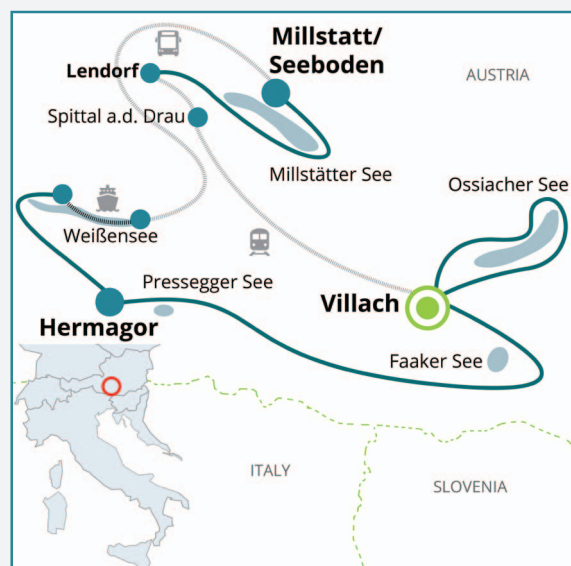 Millstatt/
Seeboden
AUSTRIA
Lendorf
Spittal a.d. Drau
Millstätter See
Ossiacher See
Weißensee
Pressegger See
Villach
Hermagor
Faaker See
ITALY
SLOVENIA